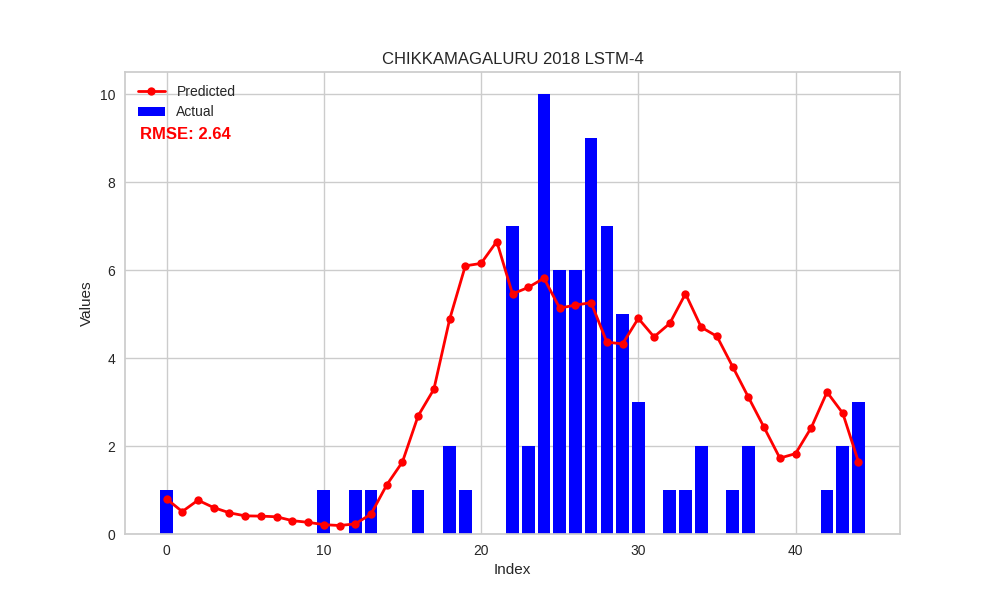 CHIKKAMAGALURU 2018 LSTM-4
Predicted
Actual
RMSE: 2.64
10
8
6
4
2
0
Values
0 10 20 30 40
Index